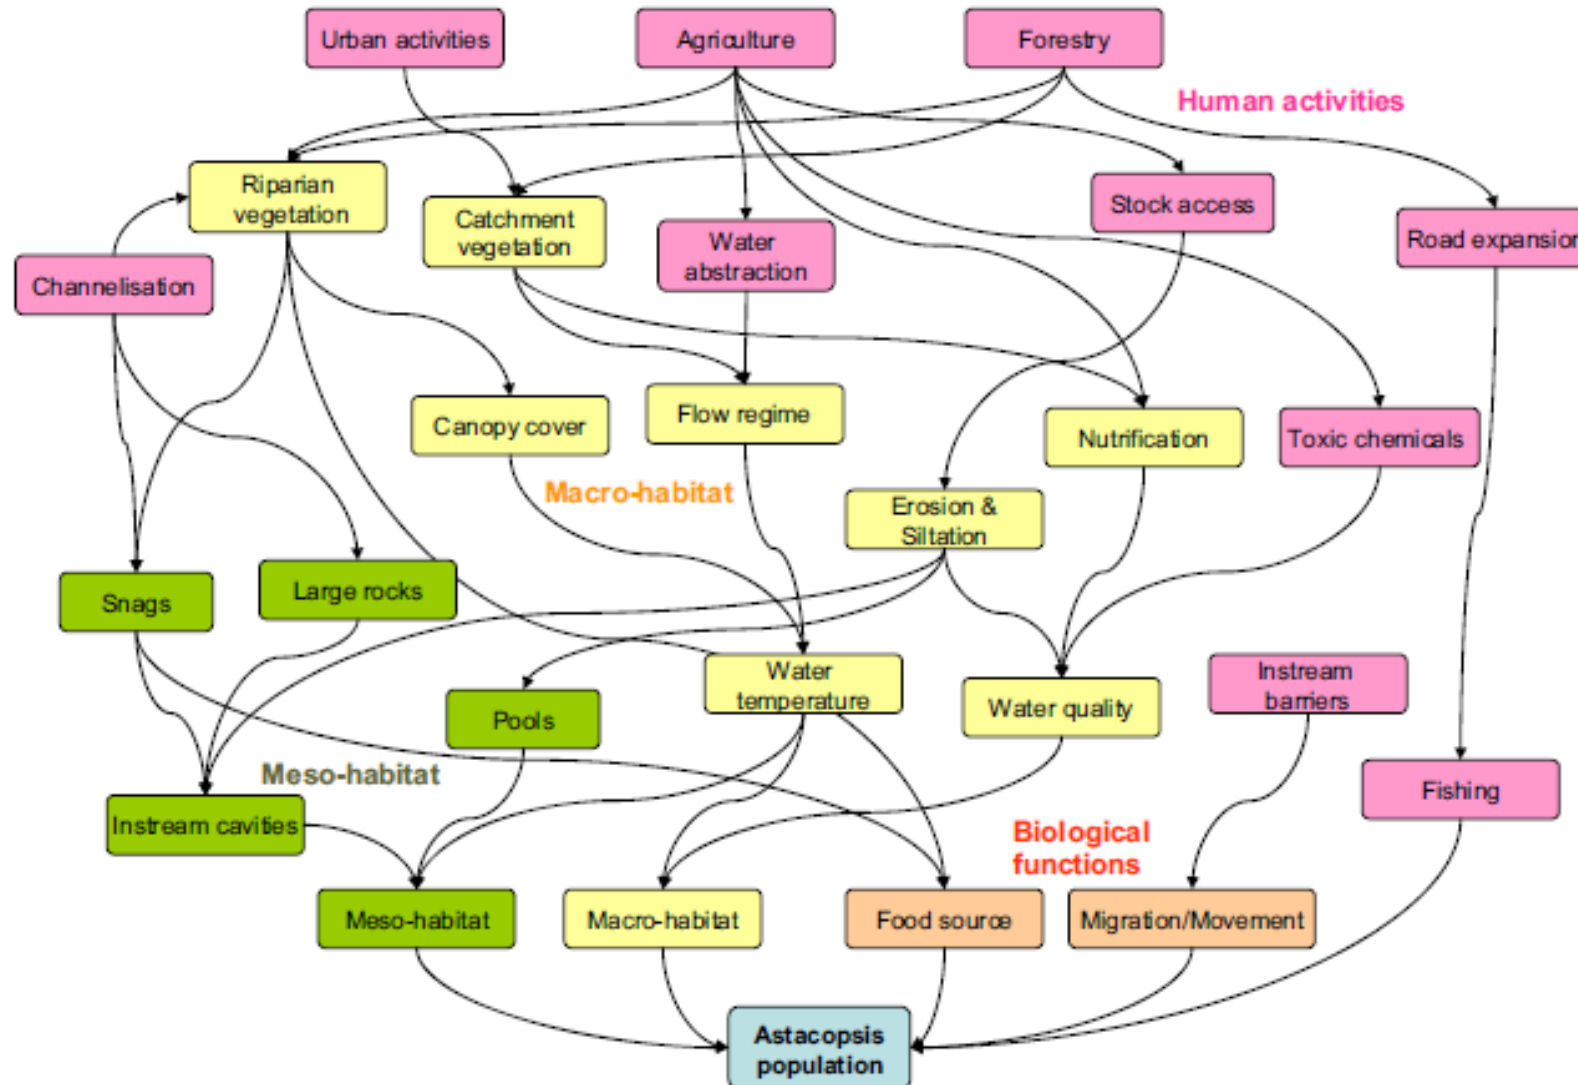 Urban activities
Agriculture
Forestry
Human activities
Riparian
vegetation
Catchment
vegetation
Stock access
Water
abstraction
Road expansion
Channelisation
Canopy cover
Flow regime
Nutrification
Toxic chemicals
Macro-habitat
Erosion &
Siltation
Snags
Large rocks
Water
temperature
Instream
barriers
Pools
Water quality
Meso-habitat
Fishing
Instream cavities
Biological
functions
Meso-habitat
Macro-habitat
Food source
Migration/Movement
Astacopsis
population